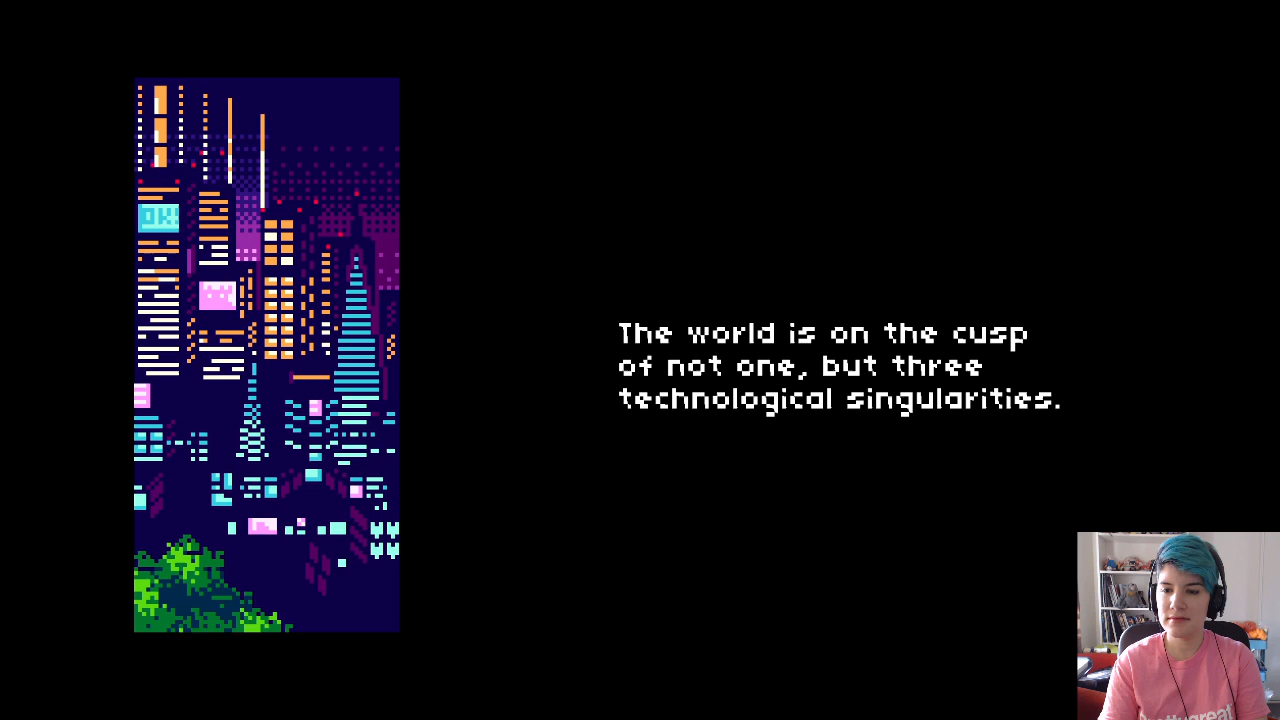 The world is on the cusp
of not one, but three
technological singularities.